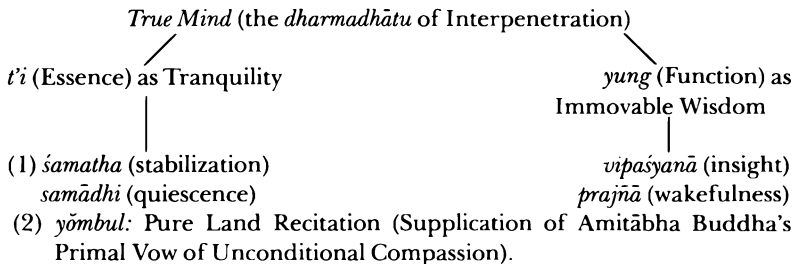 True Mind (the dharmadhātu of Interpenetration)
t'i (Essence) as Tranquility yung (Function) as
Immovable Wisdom
(1) śamatha (stabilization) vipaśyanā (insight)
samādhi (quiescence) prajñā (wakefulness)
(2) yŏmbul: Pure Land Recitation (Supplication of Amitābha Buddha's
Primal Vow of Unconditional Compassion).